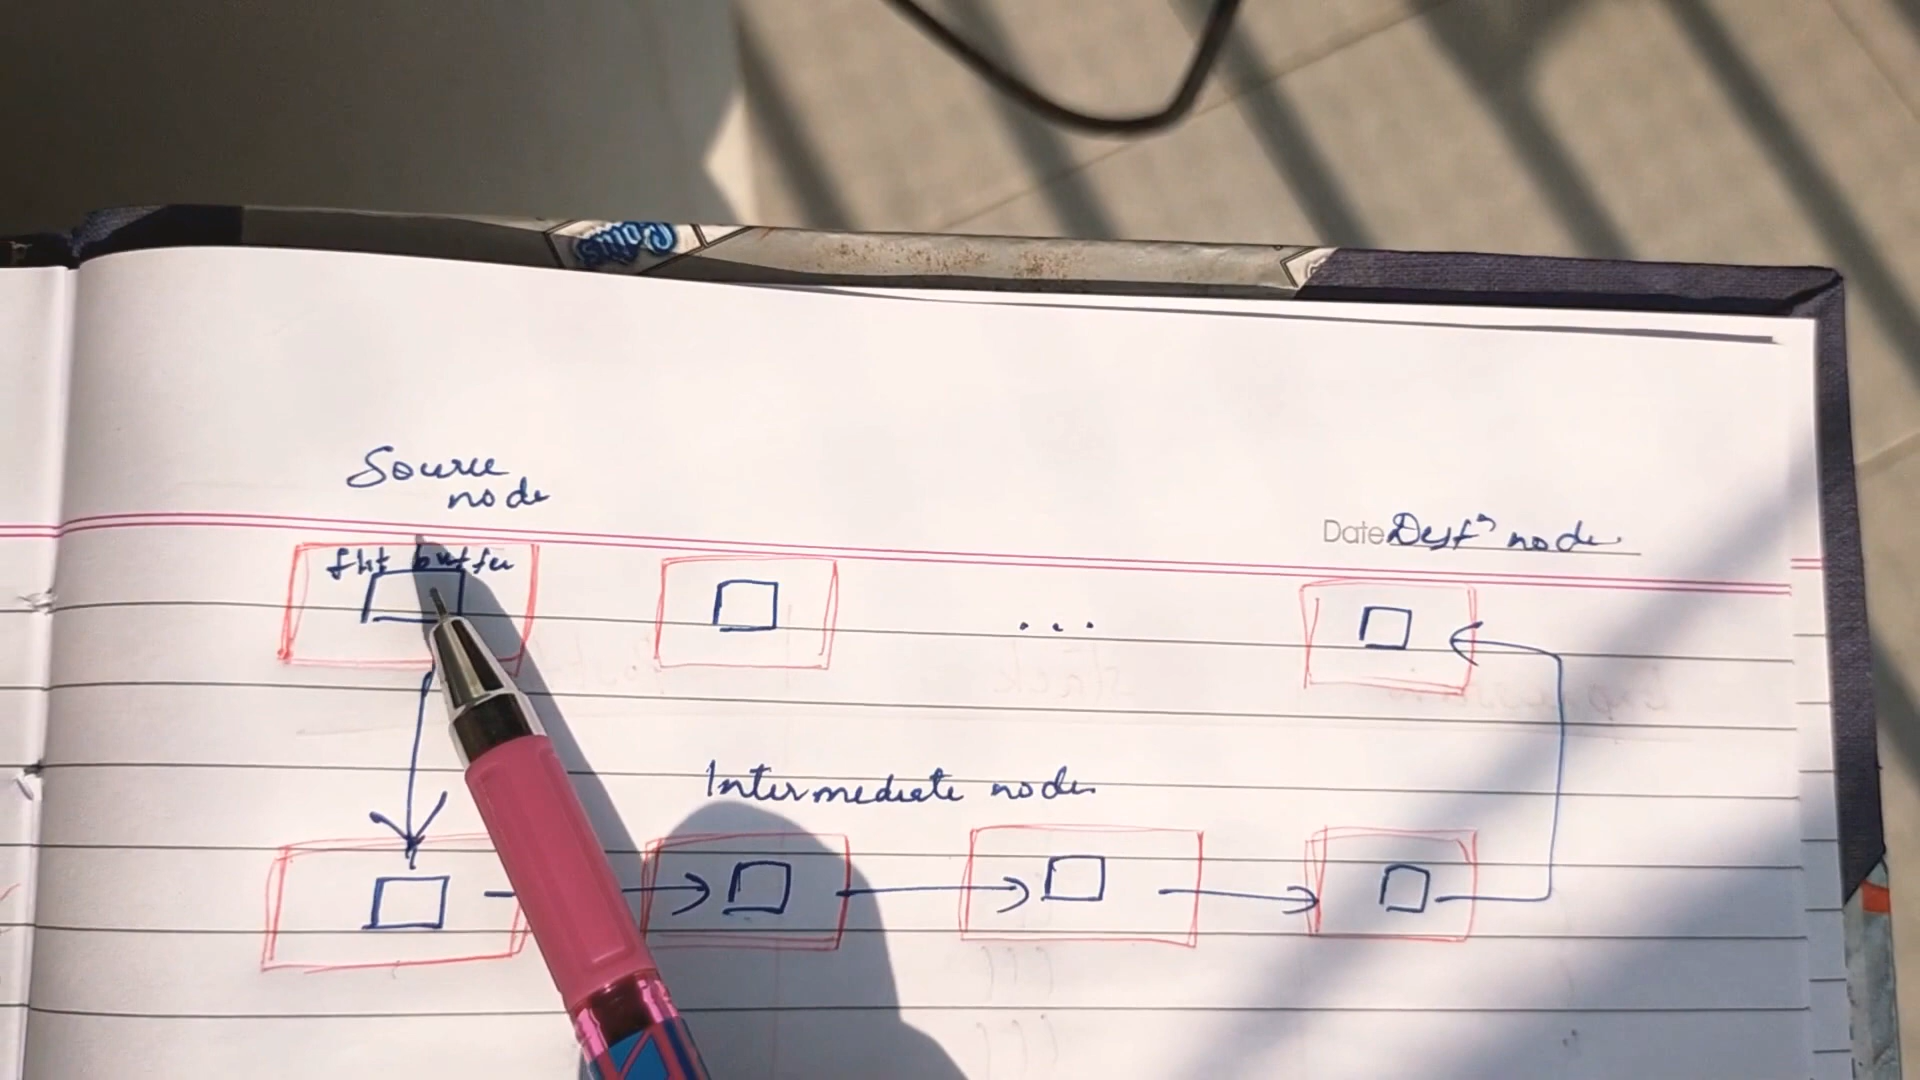 Source
node
Date Destⁿ node
flit buffer
...
Intermediate node